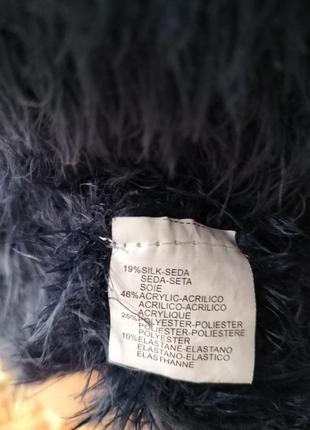 19%SILK-SEDA
SEDA-SETA
SOIE
46%ACRYLIC-ACRILICO
ACRILICO-ACRILICO
ACRYLIQUE
25%POLYESTER-POLIESTER
POLIESTERE-POLIESTER
POLYESTER
10%ELASTANE-ELASTANO
ELASTANO-ELASTICO
ELASTHANNE